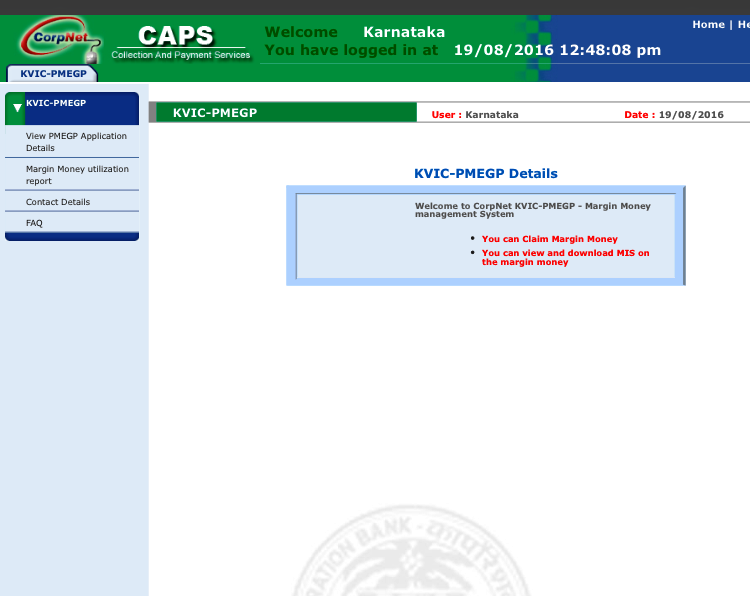 CorpNet
CAPS
Collection And Payment Services
Welcome Karnataka
You have logged in at 19/08/2016 12:48:08 pm
Home | He
KVIC-PMEGP
KVIC-PMEGP
View PMEGP Application
Details
Margin Money utilization
report
Contact Details
FAQ
KVIC-PMEGP
User : Karnataka
Date : 19/08/2016
KVIC-PMEGP Details
Welcome to CorpNet KVIC-PMEGP - Margin Money
management System
• You can Claim Margin Money
• You can view and download MIS on
the margin money
RATION BANK -